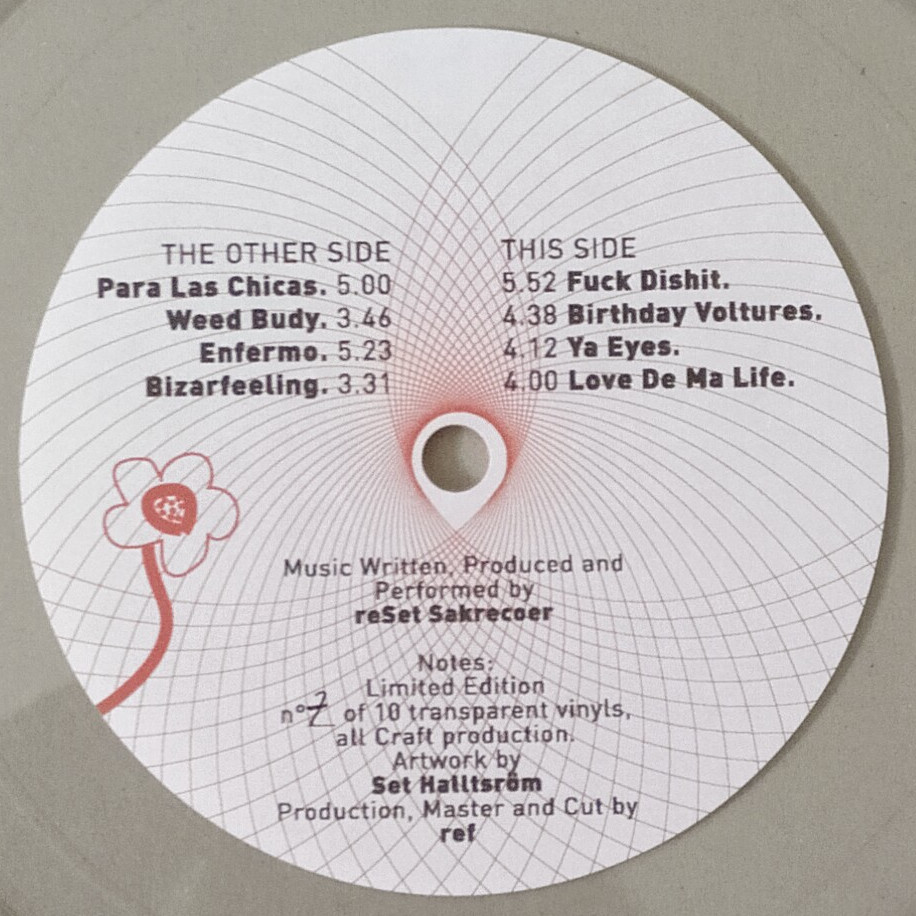 THE OTHER SIDE
Para Las Chicas. 5.00
Weed Budy. 3.46
Enfermo. 5.23
Bizarfeeling. 3.31
THIS SIDE
5.52 Fuck Dishit.
4.38 Birthday Voltures.
4.12 Ya Eyes.
4.00 Love De Ma Life.
Music Written, Produced and
Performed by
reSet Sakrecoer
Notes:
Limited Edition
n°7 of 10 transparent vinyls,
all Craft production.
Artwork by
Set Halltsröm
Production, Master and Cut by
ref